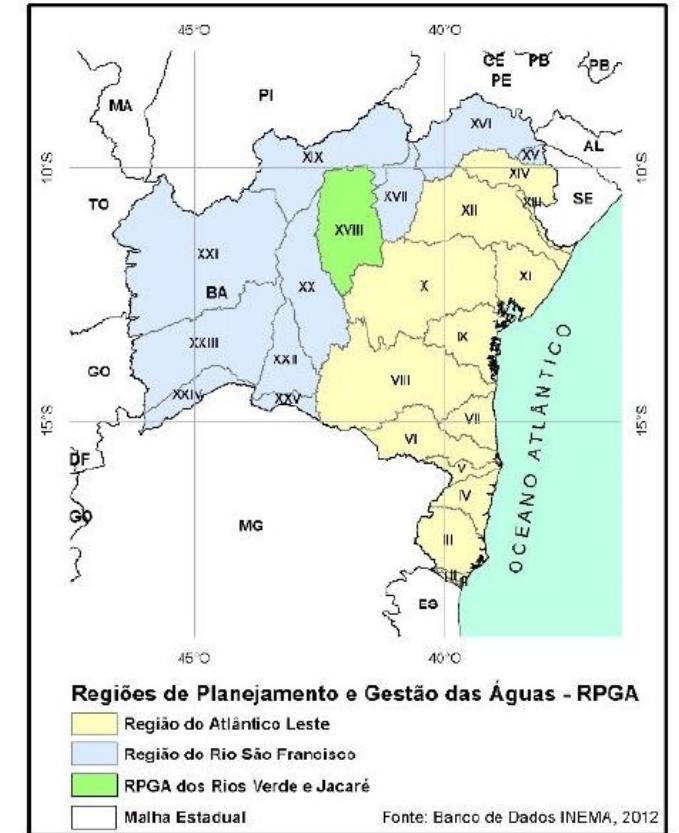 45°O 40°O
CE PB
PB
PE
PI
MA
XVI
AL
XIX
XV
10°S
XIV
TO
XVII
XIII
SE
XII
XVIII
XXI
XI
XX
X
BA
XXIII
IX
GO
XXII
VIII
XXIV
XXV
VII
15°S 15°S
VI
DF
V
IV
GO
MG
III
OCEANO ATLÂNTICO
ES
45°O 40°O
Regiões de Planejamento e Gestão das Águas - RPGA
Região do Atlântico Leste
Região do Rio São Francisco
RPGA dos Rios Verde e Jacaré
Malha Estadual
Fonte: Banco de Dados INEMA, 2012